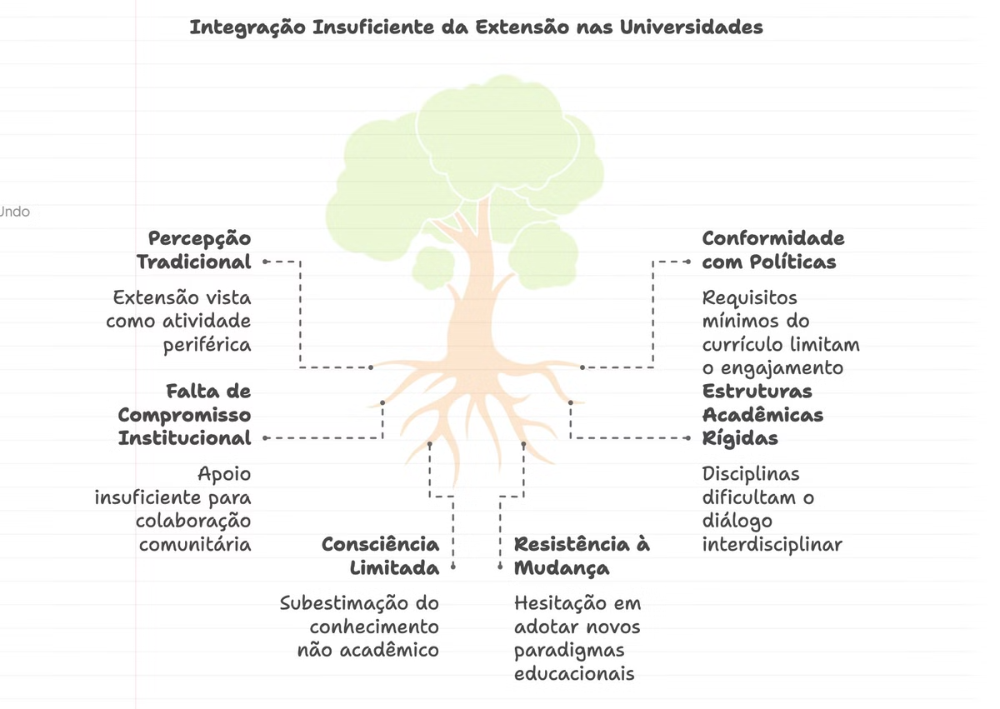 Integração Insuficiente da Extensão nas Universidades
Undo
Percepção
Tradicional
Extensão vista
como atividade
periférica
Falta de
Compromisso
Institucional
Apoio
insuficiente para
colaboração
comunitária
Consciência
Limitada
Subestimação do
conhecimento
não acadêmico
Resistência à
Mudança
Hesitação em
adotar novos
paradigmas
educacionais
Conformidade
com Políticas
Requisitos
mínimos do
currículo limitam
o engajamento
Estruturas
Acadêmicas
Rígidas
Disciplinas
dificultam o
diálogo
interdisciplinar